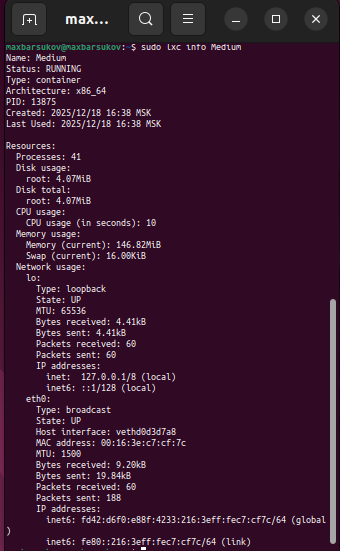 max...
maxbarsukov@maxbarsukov:~$ sudo lxc info Medium
Name: Medium
Status: RUNNING
Type: container
Architecture: x86_64
PID: 13875
Created: 2025/12/18 16:38 MSK
Last Used: 2025/12/18 16:38 MSK
Resources:
Processes: 41
Disk usage:
root: 4.07MiB
Disk total:
root: 4.07MiB
CPU usage:
CPU usage (in seconds): 10
Memory usage:
Memory (current): 146.82MiB
Swap (current): 16.00KiB
Network usage:
lo:
Type: loopback
State: UP
MTU: 65536
Bytes received: 4.41kB
Bytes sent: 4.41kB
Packets received: 60
Packets sent: 60
IP addresses:
inet:  127.0.0.1/8 (local)
inet6: ::1/128 (local)
eth0:
Type: broadcast
State: UP
Host interface: vethd0d3d7a8
MAC address: 00:16:3e:c7:cf:7c
MTU: 1500
Bytes received: 9.20kB
Bytes sent: 19.84kB
Packets received: 60
Packets sent: 188
IP addresses:
inet6: fd42:d6f0:e88f:4233:216:3eff:fec7:cf7c/64 (global
)
inet6: fe80::216:3eff:fec7:cf7c/64 (link)